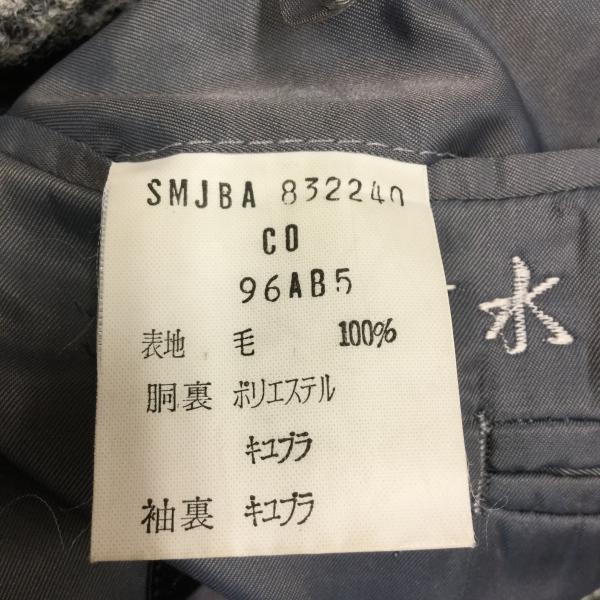 SMJBA 832240
CO
96AB5
表地 毛 100%
胴裏 ポリエステル
キュプラ
袖裏 キュプラ
水